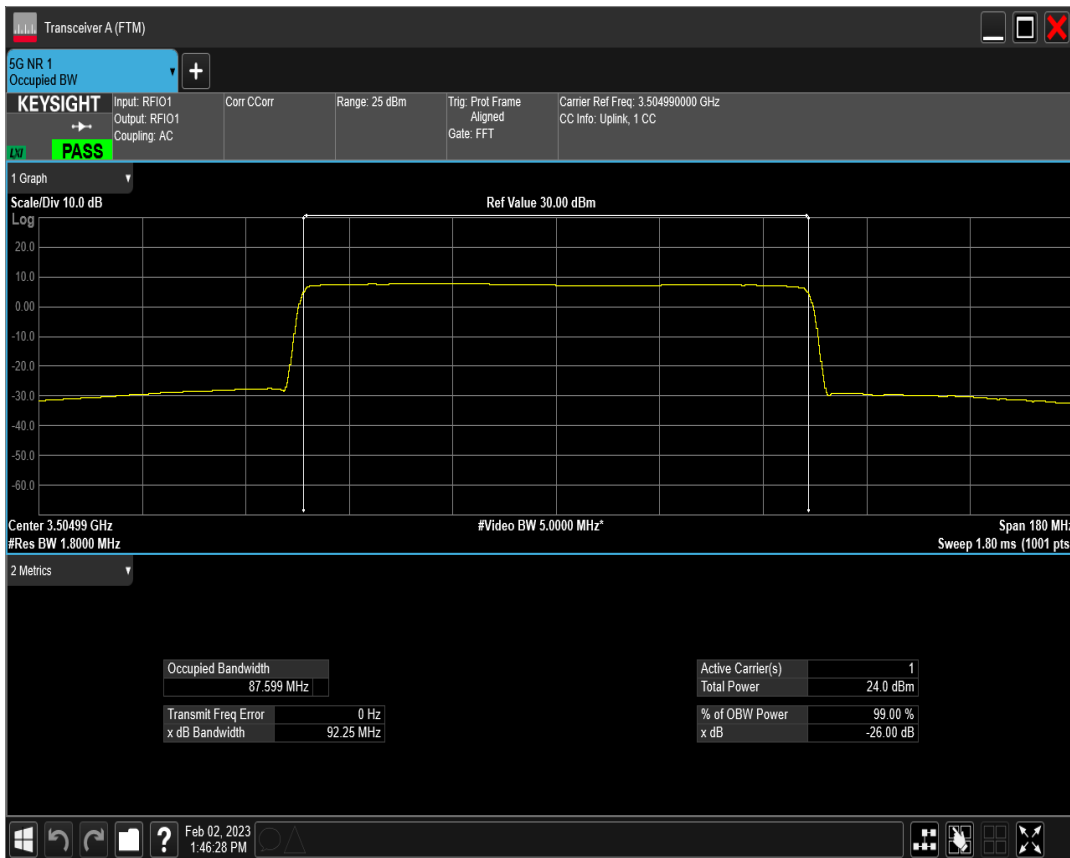 Transceiver A (FTM)
5G NR 1
Occupied BW
+
KEYSIGHT
LXI
PASS
Input: RFIO1
Output: RFIO1
Coupling: AC
Corr CCorr
Range: 25 dBm
Trig: Prot Frame
Aligned
Gate: FFT
Carrier Ref Freq: 3.504990000 GHz
CC Info: Uplink, 1 CC
1 Graph
Scale/Div 10.0 dB
Ref Value 30.00 dBm
Log
20.0
10.0
0.00
-10.0
-20.0
-30.0
-40.0
-50.0
-60.0
Center 3.50499 GHz
#Video BW 5.0000 MHz*
Span 180 MHz
#Res BW 1.8000 MHz
Sweep 1.80 ms (1001 pts
2 Metrics
Occupied Bandwidth
87.599 MHz
Transmit Freq Error 0 Hz
x dB Bandwidth 92.25 MHz
Active Carrier(s) 1
Total Power 24.0 dBm
% of OBW Power 99.00 %
x dB -26.00 dB
?
Feb 02, 2023
1:46:28 PM